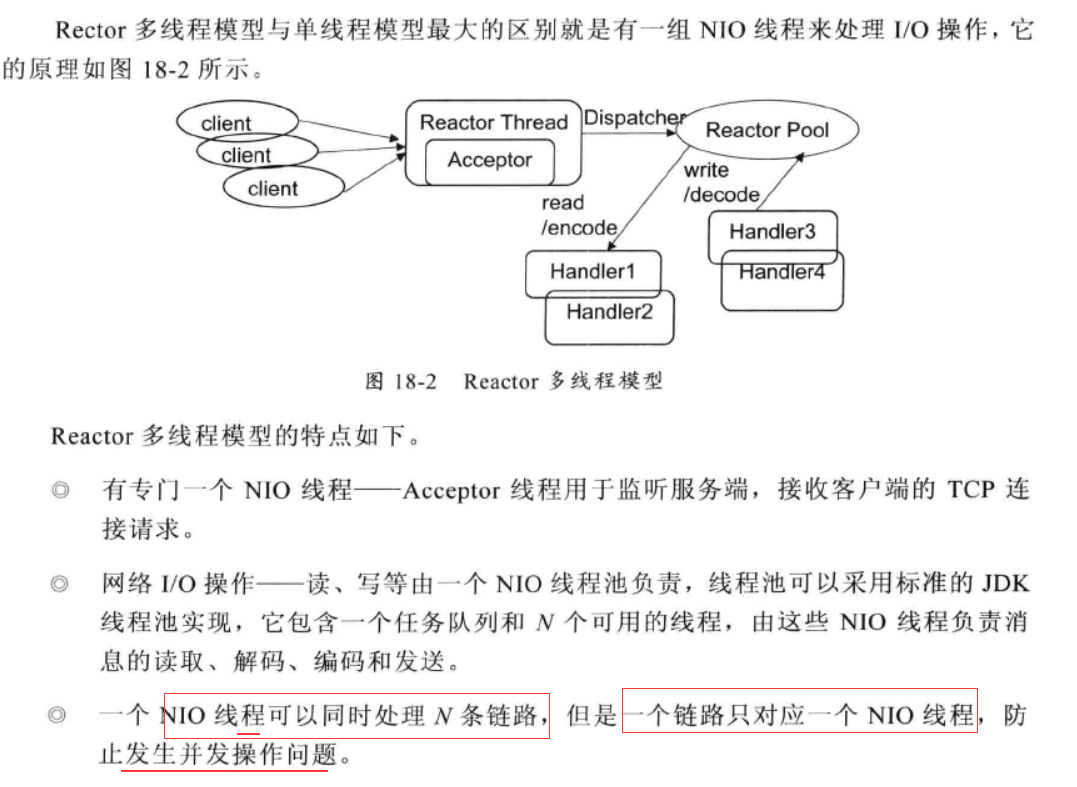 Rector 多线程模型与单线程模型最大的区别就是有一组 NIO 线程来处理 I/O 操作，它
的原理如图 18-2 所示。
client
client
client
Reactor Thread
Acceptor
Dispatcher
Reactor Pool
read
/encode
write
/decode
Handler1
Handler2
Handler3
Handler4
图 18-2 Reactor 多线程模型
Reactor 多线程模型的特点如下。
◎ 有专门一个 NIO 线程——Acceptor 线程用于监听服务端，接收客户端的 TCP 连
接请求。
◎ 网络 I/O 操作——读、写等由一个 NIO 线程池负责，线程池可以采用标准的 JDK
线程池实现，它包含一个任务队列和 N 个可用的线程，由这些 NIO 线程负责消
息的读取、解码、编码和发送。
◎ 一个 NIO 线程可以同时处理 N 条链路，但是一个链路只对应一个 NIO 线程，防
止发生并发操作问题。